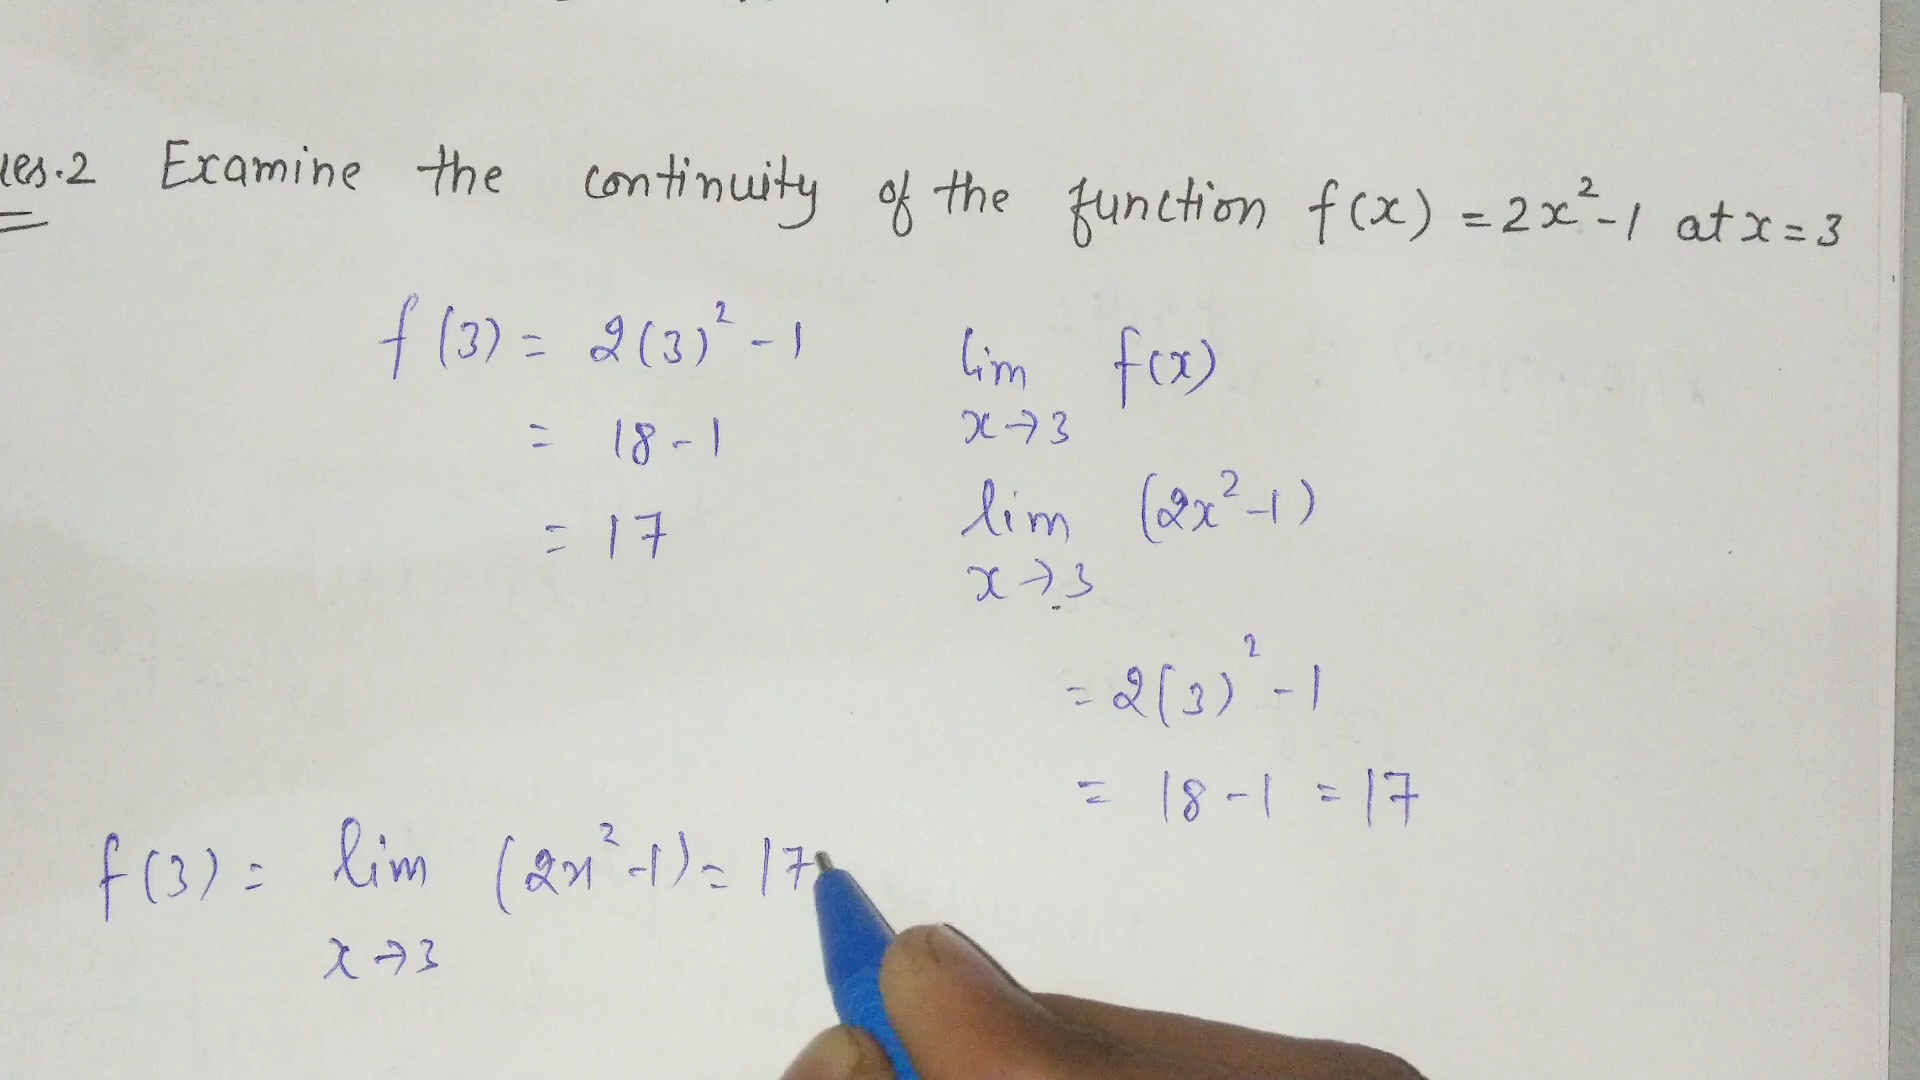 ues.2 Examine the continuity of the function f(x) = 2x²-1 at x=3
f(3) = 2(3)² - 1
= 18 - 1
= 17
lim f(x)
x→3
lim (2x²-1)
x→3
= 2(3)² - 1
= 18 - 1 = 17
f(3) = lim (2x²-1) = 17
x→3